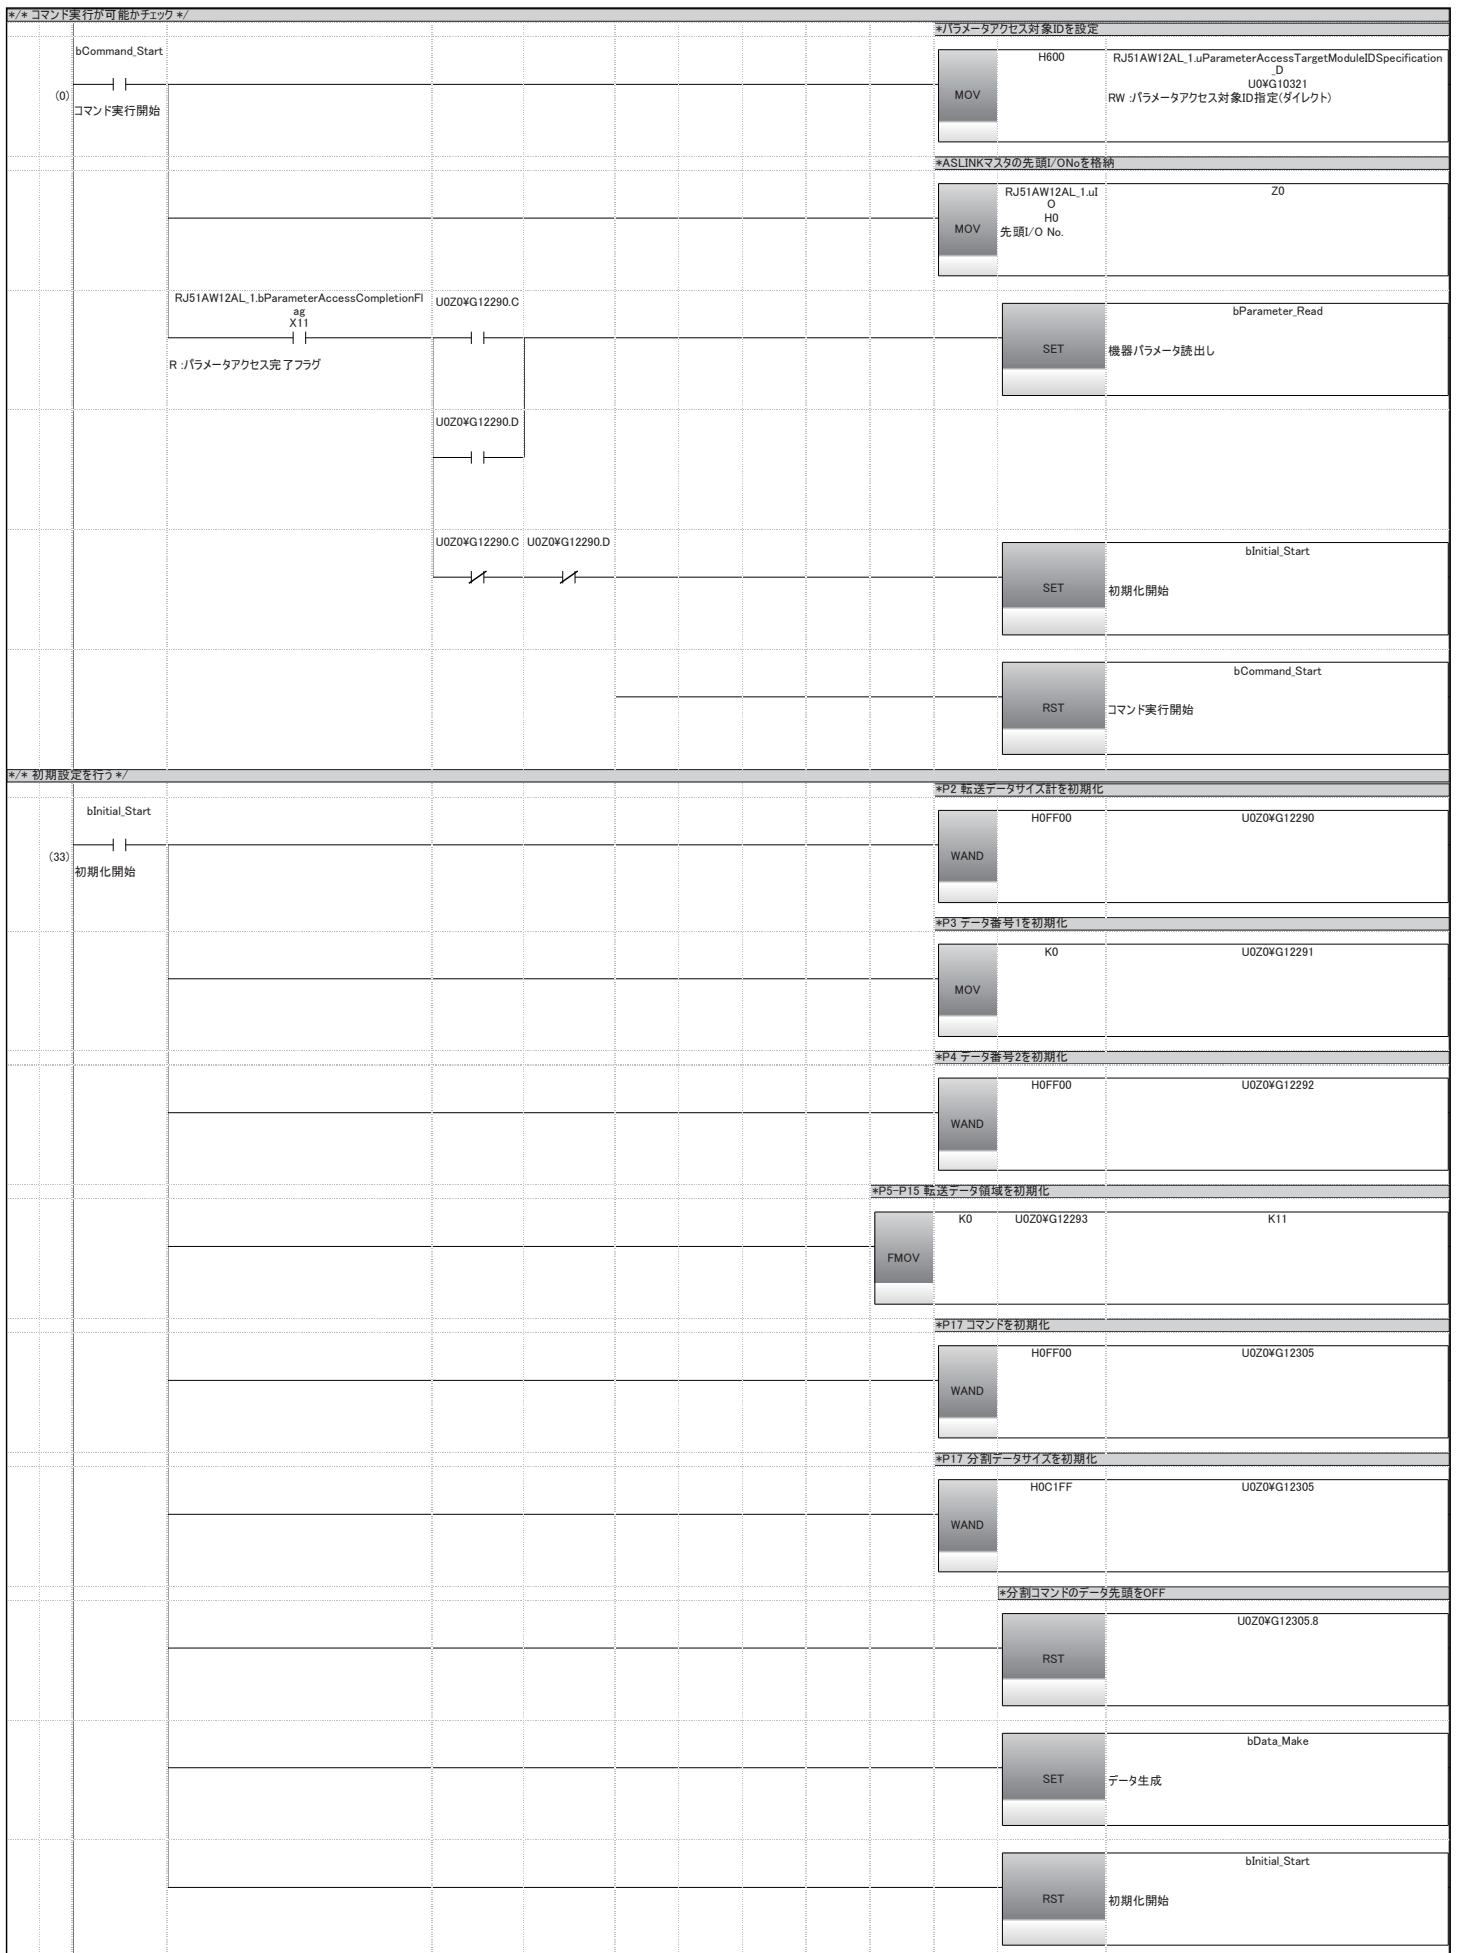 */* コマンド実行が可能かチェック */
*パラメータアクセス対象IDを設定
bCommand_Start
(0)
コマンド実行開始
MOV
H600
RJ51AW12AL_1.uParameterAccessTargetModuleIDSpecification
_D
U0¥G10321
RW :パラメータアクセス対象ID指定(ダイレクト)
*ASLINKマスタの先頭I/ONoを格納
MOV
RJ51AW12AL_1.uI
O
H0
先頭I/O No.
Z0
RJ51AW12AL_1.bParameterAccessCompletionFl
ag
X11
R :パラメータアクセス完了フラグ
U0Z0¥G12290.C
SET
bParameter_Read
機器パラメータ読出し
U0Z0¥G12290.D
U0Z0¥G12290.C
U0Z0¥G12290.D
SET
bInitial_Start
初期化開始
RST
bCommand_Start
コマンド実行開始
*/* 初期設定を行う */
*P2 転送データサイズ計を初期化
bInitial_Start
(33)
初期化開始
WAND
H0FF00
U0Z0¥G12290
*P3 データ番号1を初期化
MOV
K0
U0Z0¥G12291
*P4 データ番号2を初期化
WAND
H0FF00
U0Z0¥G12292
*P5-P15 転送データ領域を初期化
FMOV
K0
U0Z0¥G12293
K11
*P17 コマンドを初期化
WAND
H0FF00
U0Z0¥G12305
*P17 分割データサイズを初期化
WAND
H0C1FF
U0Z0¥G12305
*分割コマンドのデータ先頭をOFF
RST
U0Z0¥G12305.8
SET
bData_Make
データ生成
RST
bInitial_Start
初期化開始